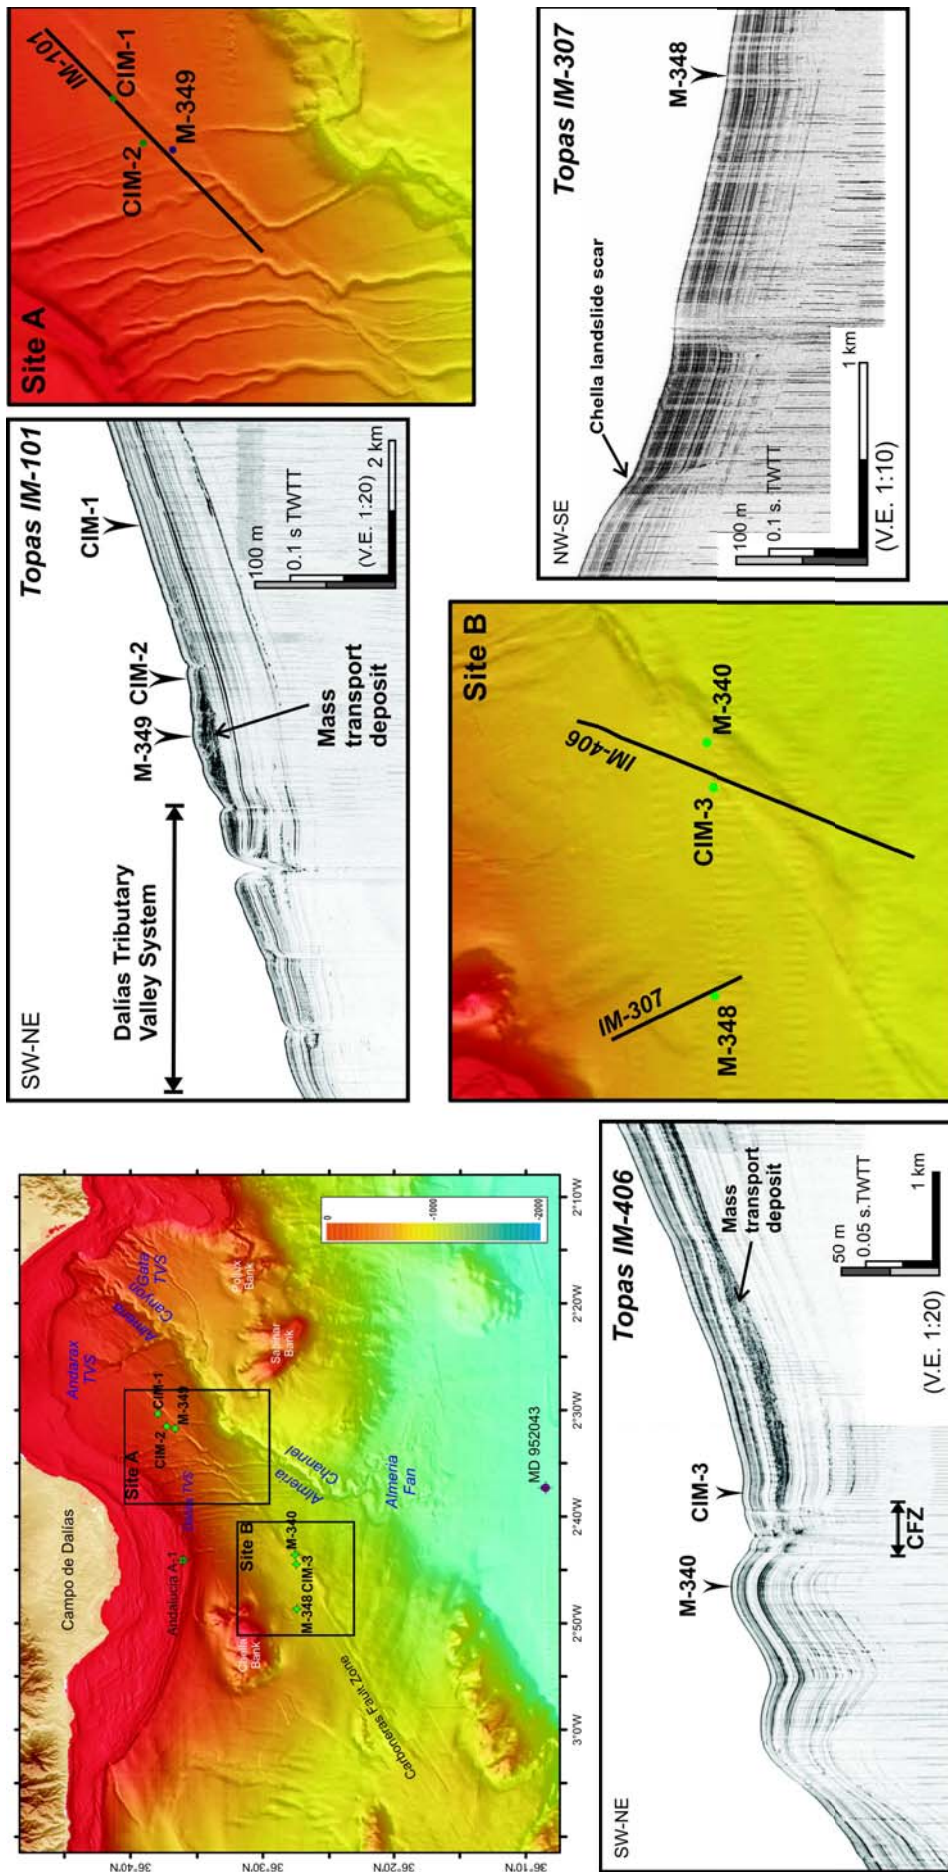 36°40'N
36°30'N
36°20'N
36°10'N
3°0'W
2°50'W
2°40'W
2°30'W
2°20'W
2°10'W
Campo de Dalías
Andarax
TVS
Almería
Canyon
Gata
TVS
Site A
CIM-1
CIM-2
M-349
Dalías TVS
Andalucía A-1
Pollux
Bank
Sabinar
Bank
Chella
Bank
Site B
M-340
M-348
CIM-3
Almería
Channel
Almería
Fan
Carboneras Fault Zone
MD 952043
0
-1000
-2000
SW-NE
Topas IM-101
Dalías Tributary
Valley System
M-349
CIM-2
CIM-1
Mass
transport
deposit
100 m
0.1 s. TWTT
2 km
(V.E. 1:20)
Site A
IM-101
CIM-1
CIM-2
M-349
SW-NE
Topas IM-406
M-340
CIM-3
CFZ
Mass
transport
deposit
50 m
0.05 s.TWTT
1 km
(V.E. 1:20)
Site B
IM-307
M-348
IM-406
CIM-3
M-340
NW-SE
Topas IM-307
Chella landslide scar
M-348
100 m
0.1 s. TWTT
1 km
(V.E. 1:10)